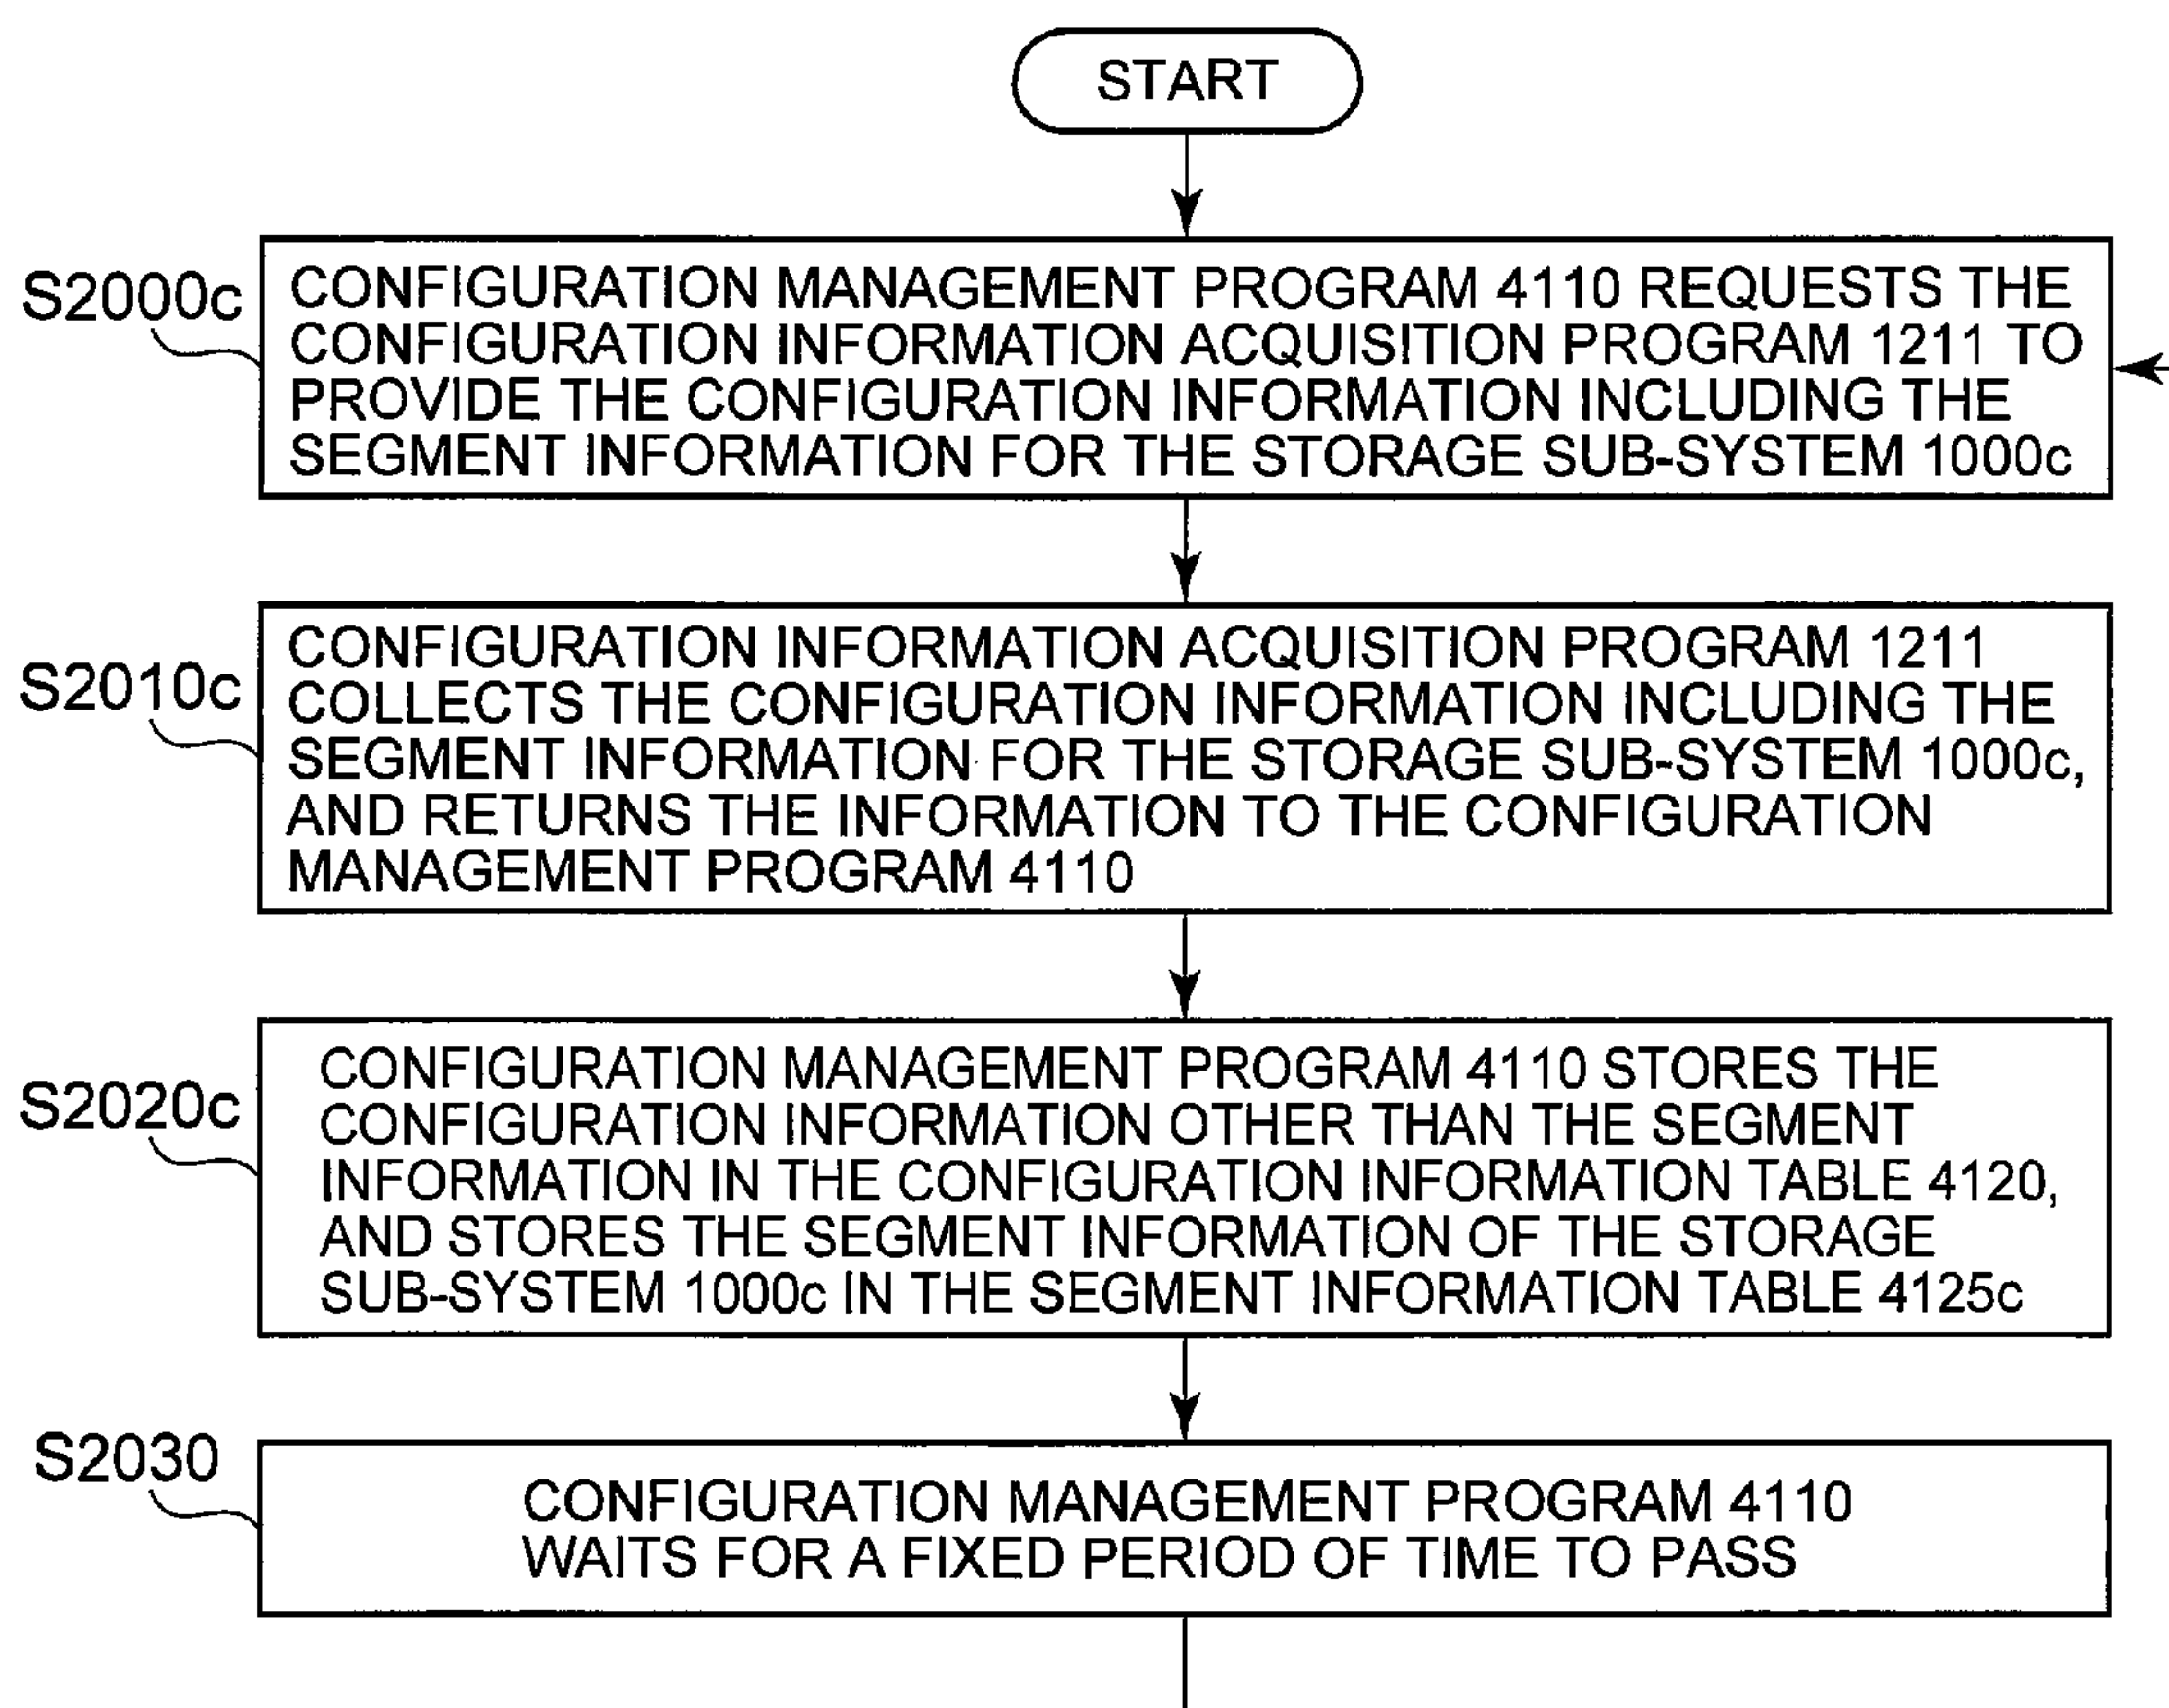 START
S2000c
CONFIGURATION MANAGEMENT PROGRAM 4110 REQUESTS THE
CONFIGURATION INFORMATION ACQUISITION PROGRAM 1211 TO
PROVIDE THE CONFIGURATION INFORMATION INCLUDING THE
SEGMENT INFORMATION FOR THE STORAGE SUB-SYSTEM 1000c
S2010c
CONFIGURATION INFORMATION ACQUISITION PROGRAM 1211
COLLECTS THE CONFIGURATION INFORMATION INCLUDING THE
SEGMENT INFORMATION FOR THE STORAGE SUB-SYSTEM 1000c,
AND RETURNS THE INFORMATION TO THE CONFIGURATION
MANAGEMENT PROGRAM 4110
S2020c
CONFIGURATION MANAGEMENT PROGRAM 4110 STORES THE
CONFIGURATION INFORMATION OTHER THAN THE SEGMENT
INFORMATION IN THE CONFIGURATION INFORMATION TABLE 4120,
AND STORES THE SEGMENT INFORMATION OF THE STORAGE
SUB-SYSTEM 1000c IN THE SEGMENT INFORMATION TABLE 4125c
S2030
CONFIGURATION MANAGEMENT PROGRAM 4110
WAITS FOR A FIXED PERIOD OF TIME TO PASS